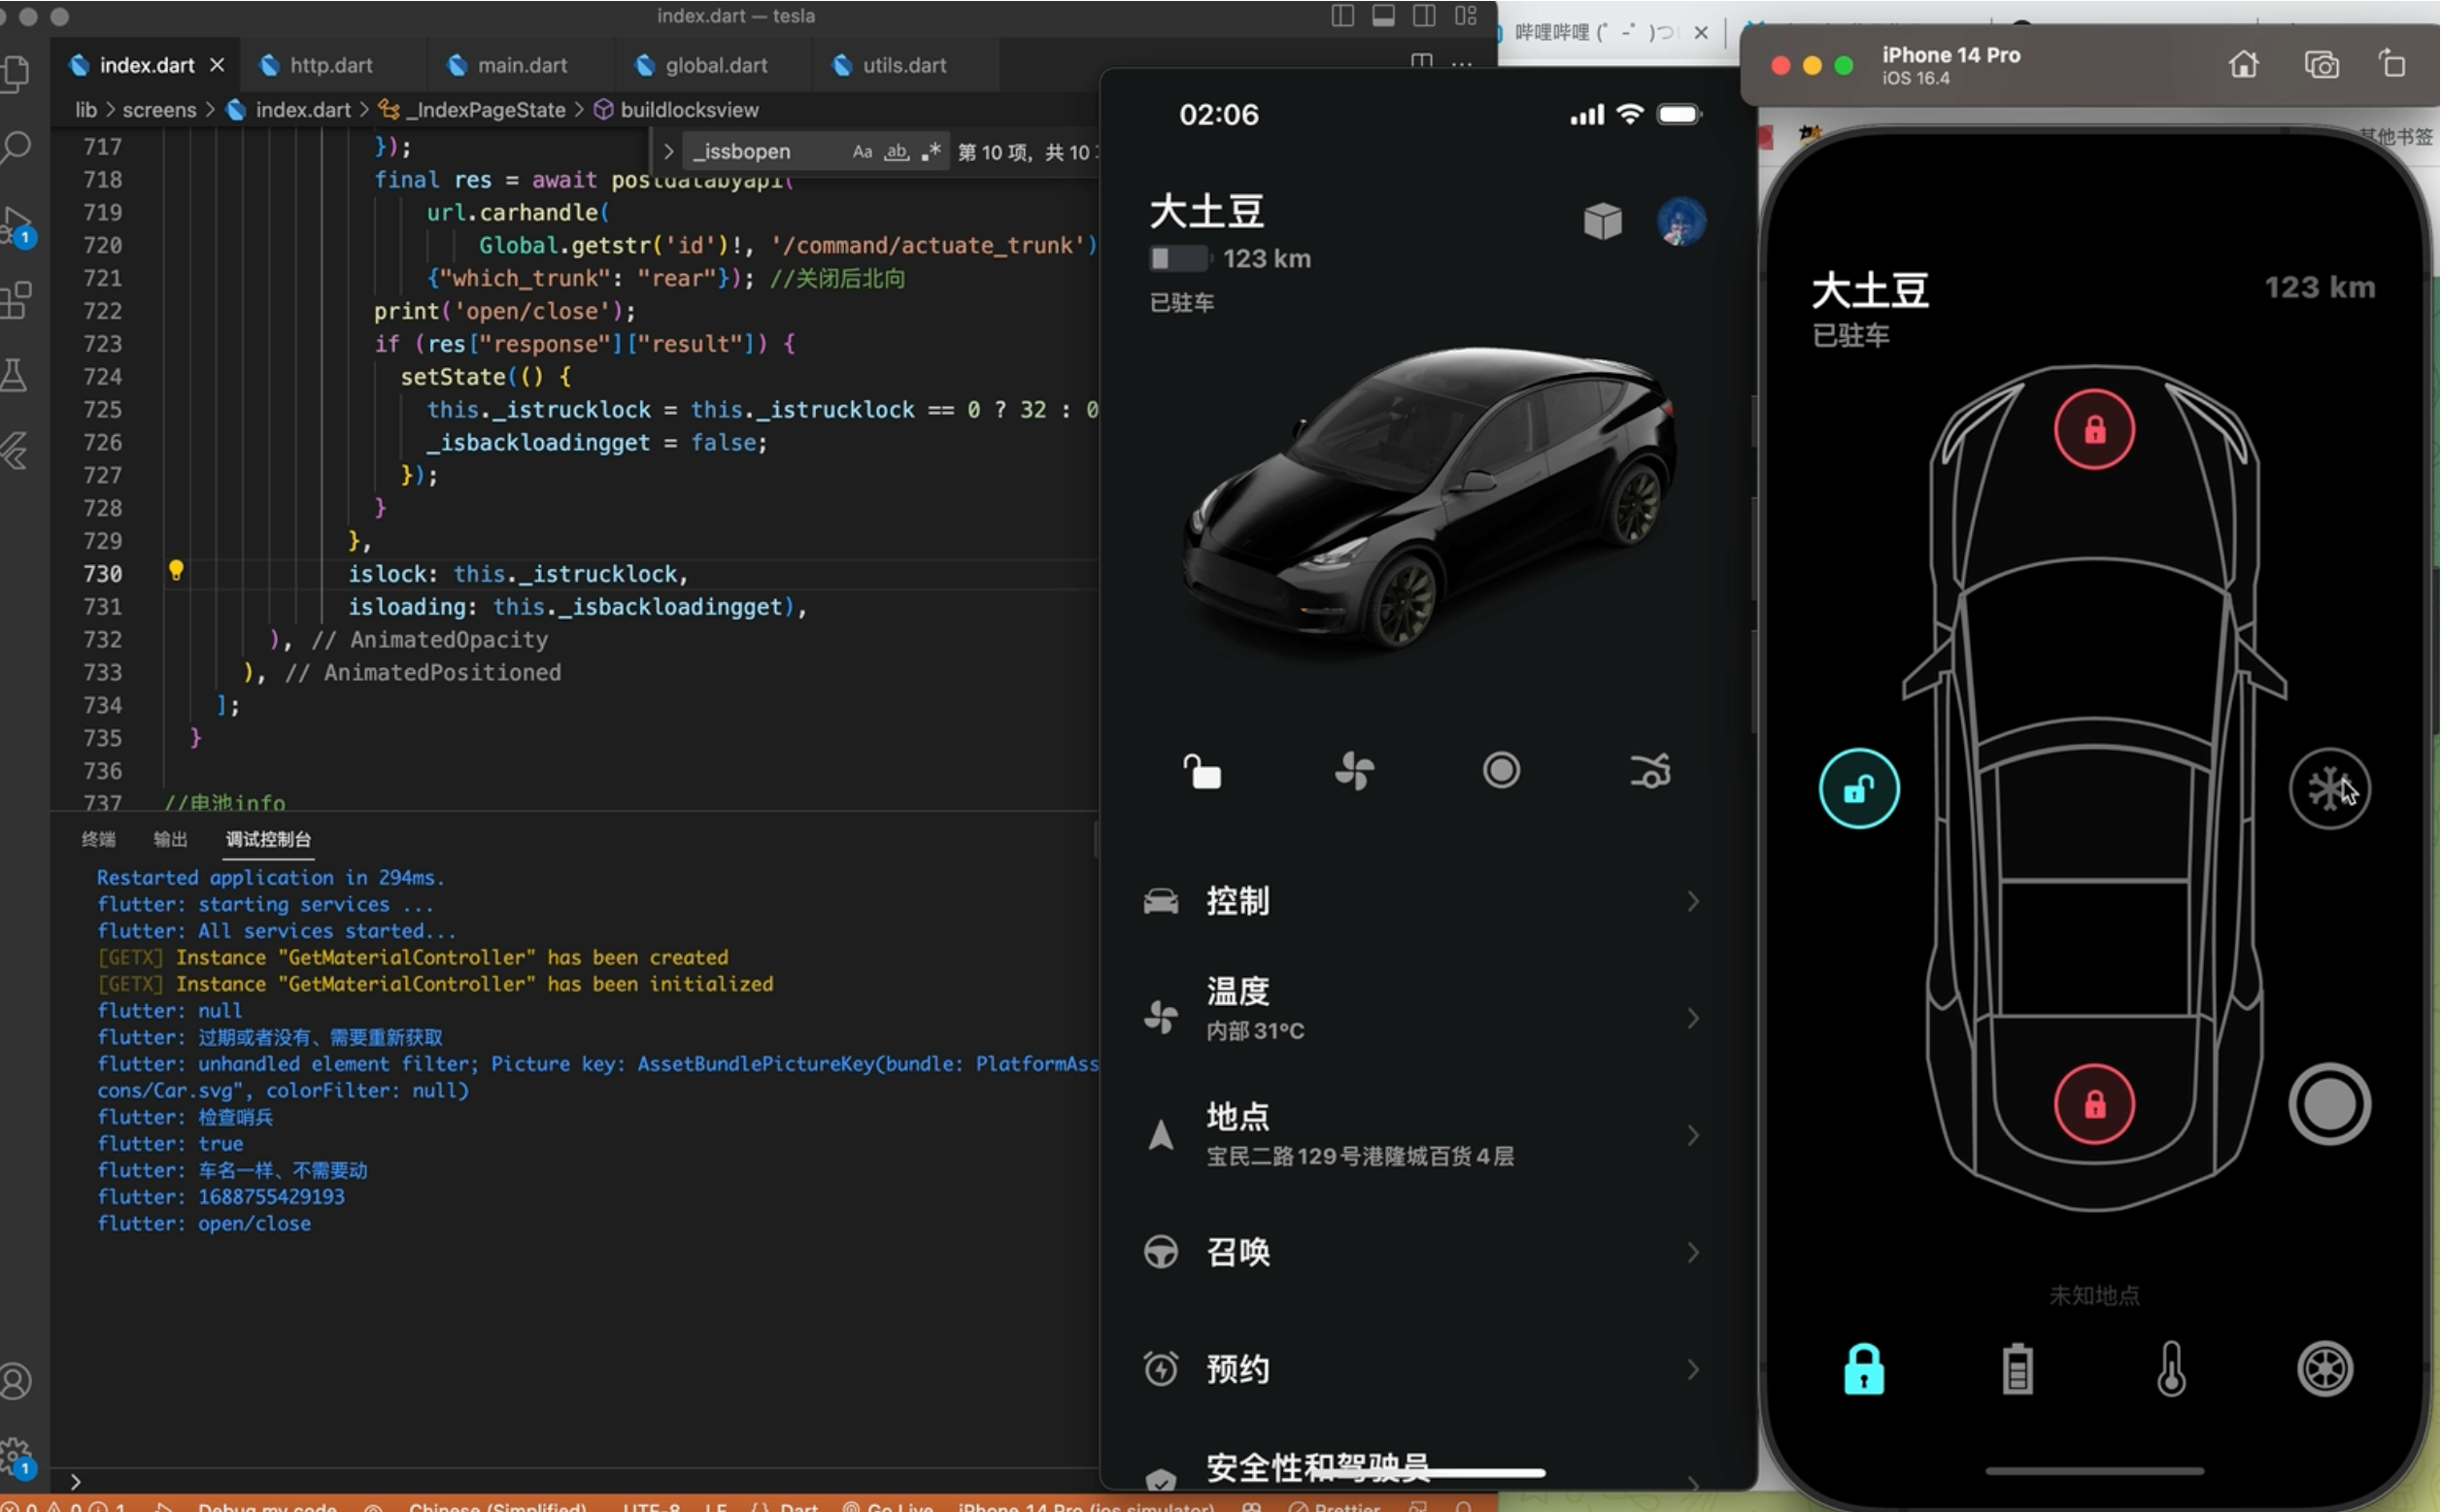 index.dart — tesla
index.dart
http.dart
main.dart
global.dart
utils.dart
lib > screens > index.dart > _IndexPageState > buildlocksview
_issbopen
Aa
ab
第 10 项, 共 10
717 });
718 final res = await postdatabyapi(
719 url.carhandle(
720 Global.getstr('id')!, '/command/actuate_trunk')
721 {"which_trunk": "rear"}); //关闭后北向
722 print('open/close');
723 if (res["response"]["result"]) {
724 setState(() {
725 this._istrucklock = this._istrucklock == 0 ? 32 : 0
726 _isbackloadingget = false;
727 });
728 }
729 },
730 islock: this._istrucklock,
731 isloading: this._isbackloadingget),
732 ), // AnimatedOpacity
733 ), // AnimatedPositioned
734 ];
735 }
736
737 //电池info
终端
输出
调试控制台
Restarted application in 294ms.
flutter: starting services ...
flutter: All services started...
[GETX] Instance "GetMaterialController" has been created
[GETX] Instance "GetMaterialController" has been initialized
flutter: null
flutter: 过期或者没有、需要重新获取
flutter: unhandled element filter; Picture key: AssetBundlePictureKey(bundle: PlatformAss
cons/Car.svg", colorFilter: null)
flutter: 检查哨兵
flutter: true
flutter: 车名一样、不需要动
flutter: 1688755429193
flutter: open/close
1
1
0 0 1 Debug my code Chinese (Simplified) UTF-8 LF {} Dart Go Live iPhone 14 Pro (ios simulator) Prettier
02:06
大土豆
123 km
已驻车
控制
温度
内部 31°C
地点
宝民二路129号港隆城百货4层
召唤
预约
安全性和驾驶员
哔哩哔哩 (゜-゜)つ
其他书签
iPhone 14 Pro
iOS 16.4
大土豆
123 km
已驻车
未知地点